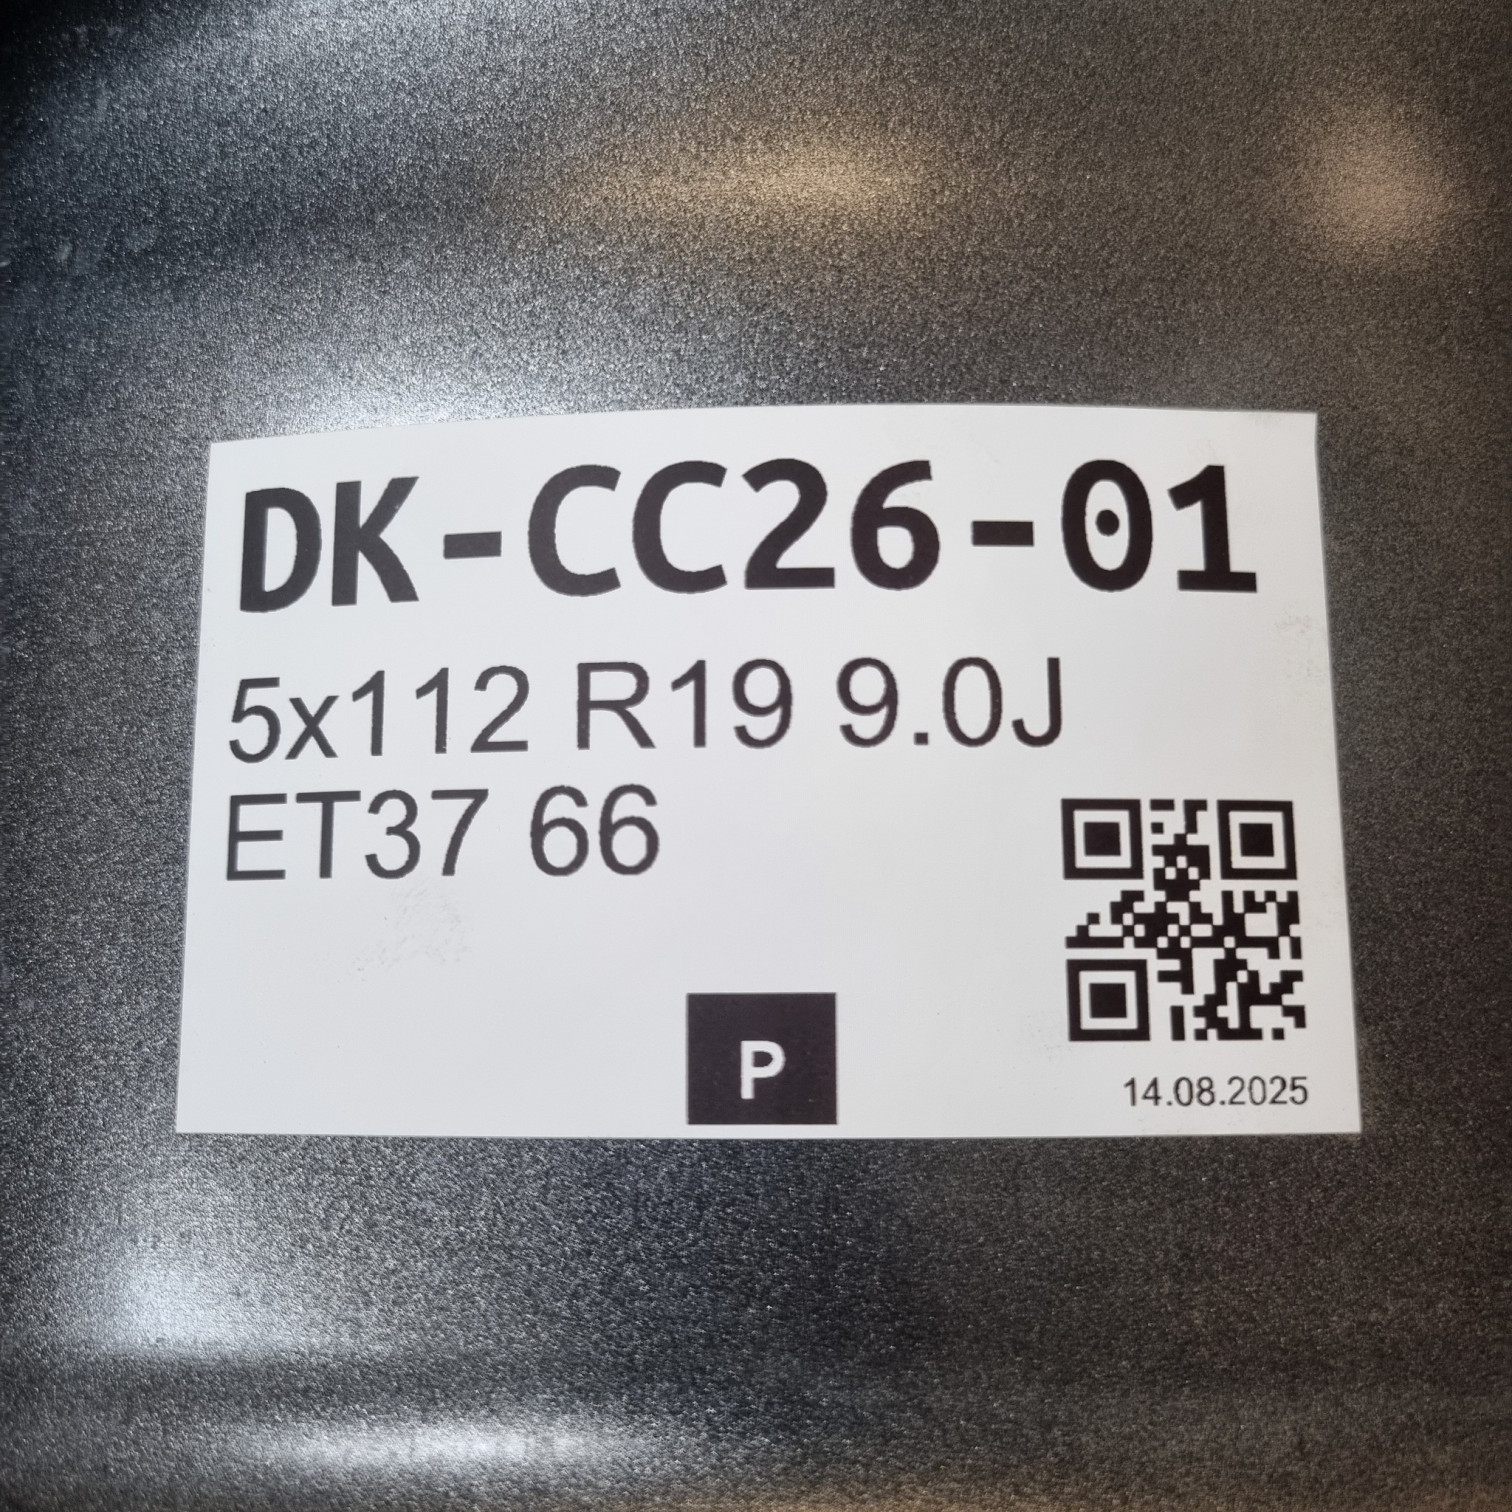 DK-CC26-01
5x112 R19 9.0J
ET37 66
P
14.08.2025